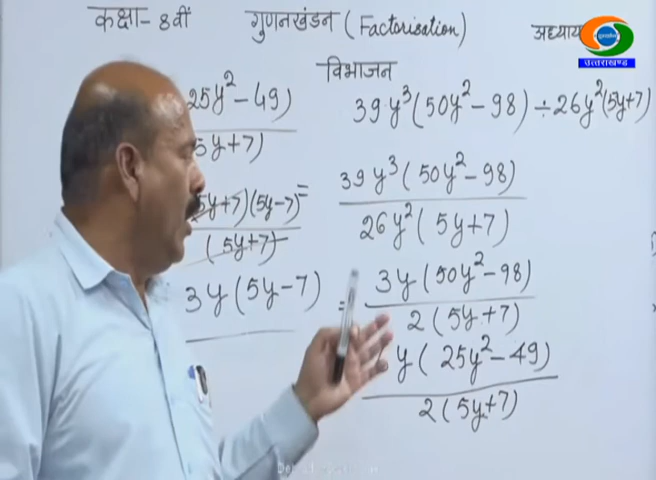 कक्षा- 8वीं गुणनखंडन (Factorisation) अध्याय
उत्तराखण्ड
विभाजन
25y² - 49)
5y+7)
5y+7)(5y-7)
(5y+7)
3y(5y-7)
39y³(50y²-98) ÷ 26y²(5y+7)
= 39y³(50y²-98)
26y²(5y+7)
= 3y(50y²-98)
2(5y+7)
y(25y²-49)
2(5y+7)